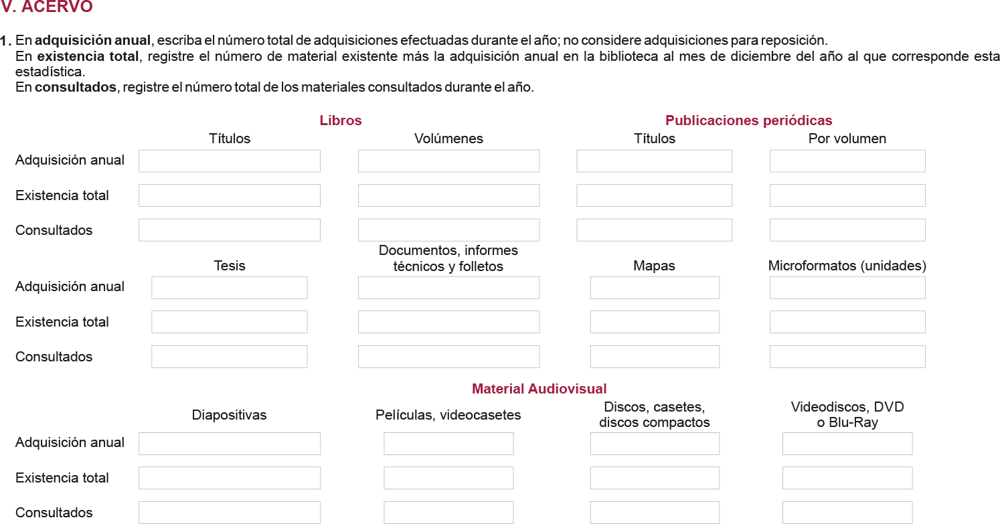 V. ACERVO
1. En adquisición anual, escriba el número total de adquisiciones efectuadas durante el año; no considere adquisiciones para reposición.
En existencia total, registre el número de material existente más la adquisición anual en la biblioteca al mes de diciembre del año al que corresponde esta
estadística.
En consultados, registre el número total de los materiales consultados durante el año.
Libros Publicaciones periódicas
Títulos Volúmenes Títulos Por volumen
Adquisición anual
Existencia total
Consultados
Tesis Documentos, informes técnicos y folletos Mapas Microformatos (unidades)
Adquisición anual
Existencia total
Consultados
Material Audiovisual
Diapositivas Películas, videocasetes Discos, casetes, discos compactos Videodiscos, DVD o Blu-Ray
Adquisición anual
Existencia total
Consultados